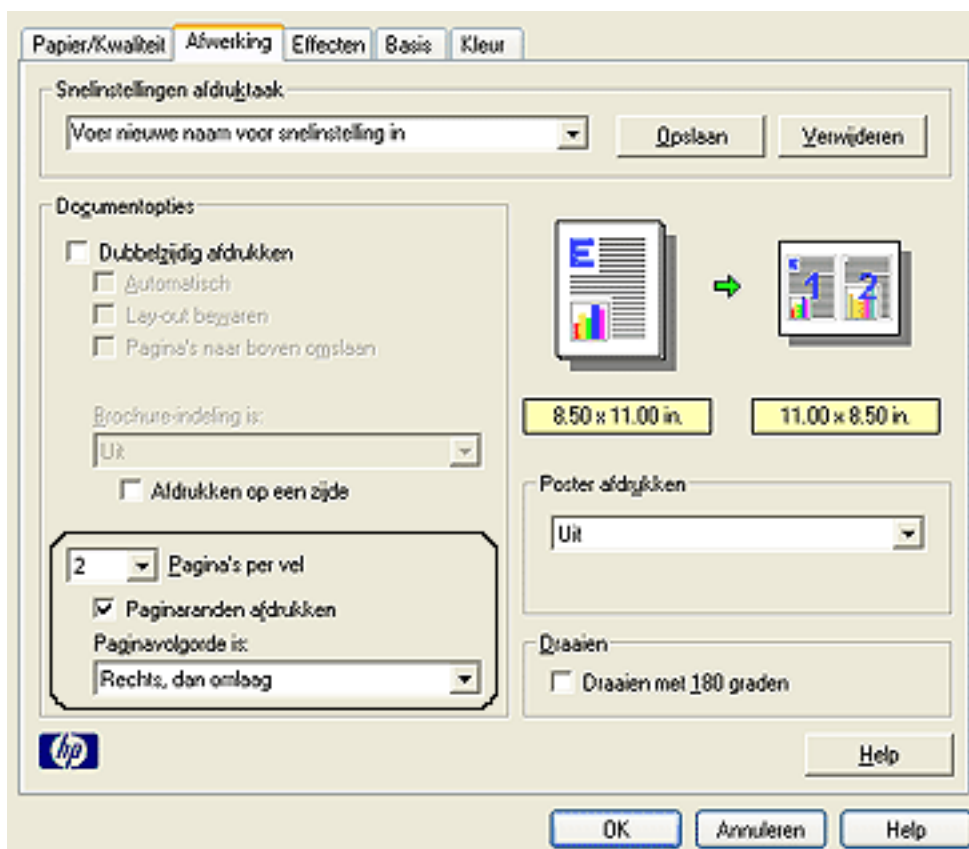 Papier/Kwaliteit Afwerking Effecten Basis Kleur
Snelinstellingen afdruktaak
Voer nieuwe naam voor snelinstelling in Opslaan Verwijderen
Documentopties
Dubbelzijdig afdrukken
Automatisch
Lay-out bewaren
Pagina's naar boven omslaan
Brochure-indeling is:
Uit
Afdrukken op een zijde
2 Pagina's per vel
Paginaranden afdrukken
Paginavolgorde is:
Rechts, dan omlaag
E
1 2
8.50 x 11.00 in. 11.00 x 8.50 in.
Poster afdrukken
Uit
Draaien
Draaien met 180 graden
hp
Help
OK Annuleren Help